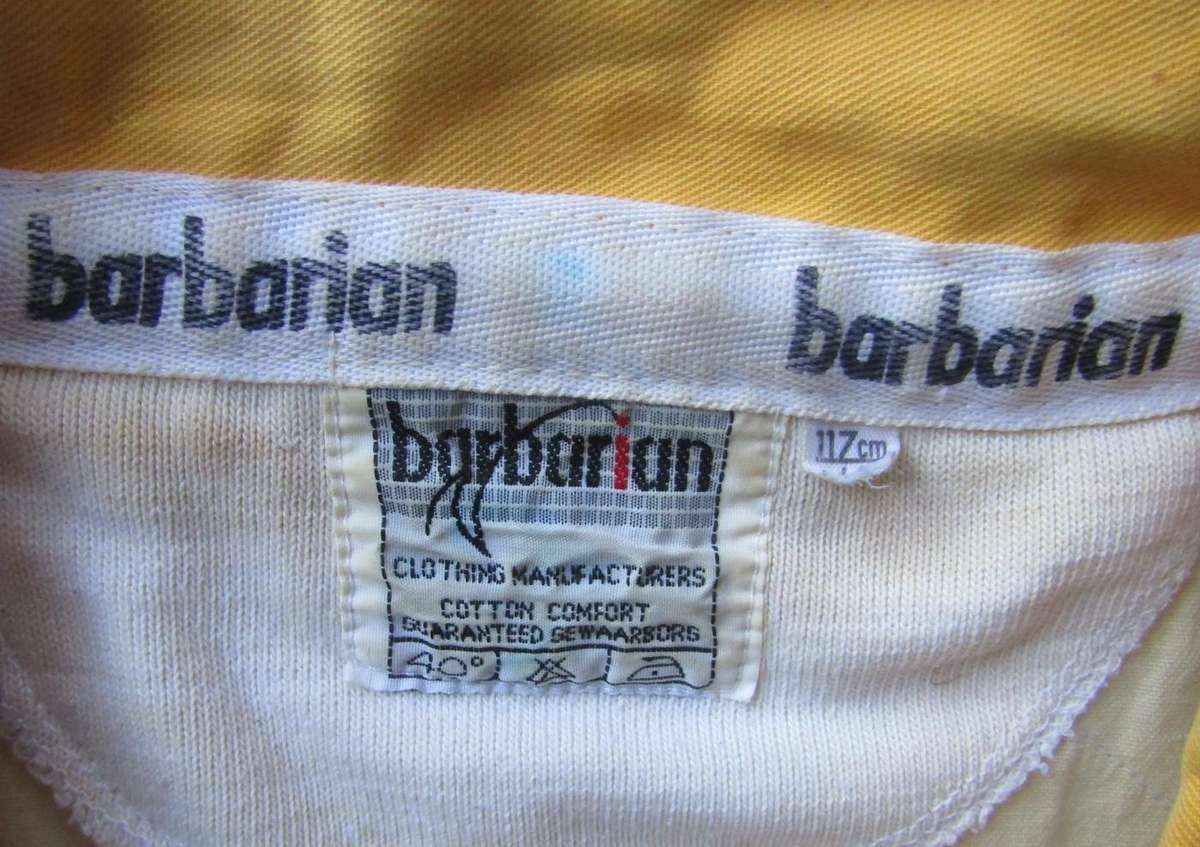 barbarian
barbarian
barbarian
117cm
CLOTHING MANUFACTURERS
COTTON COMFORT
GUARANTEED GEWAARBORG
40°